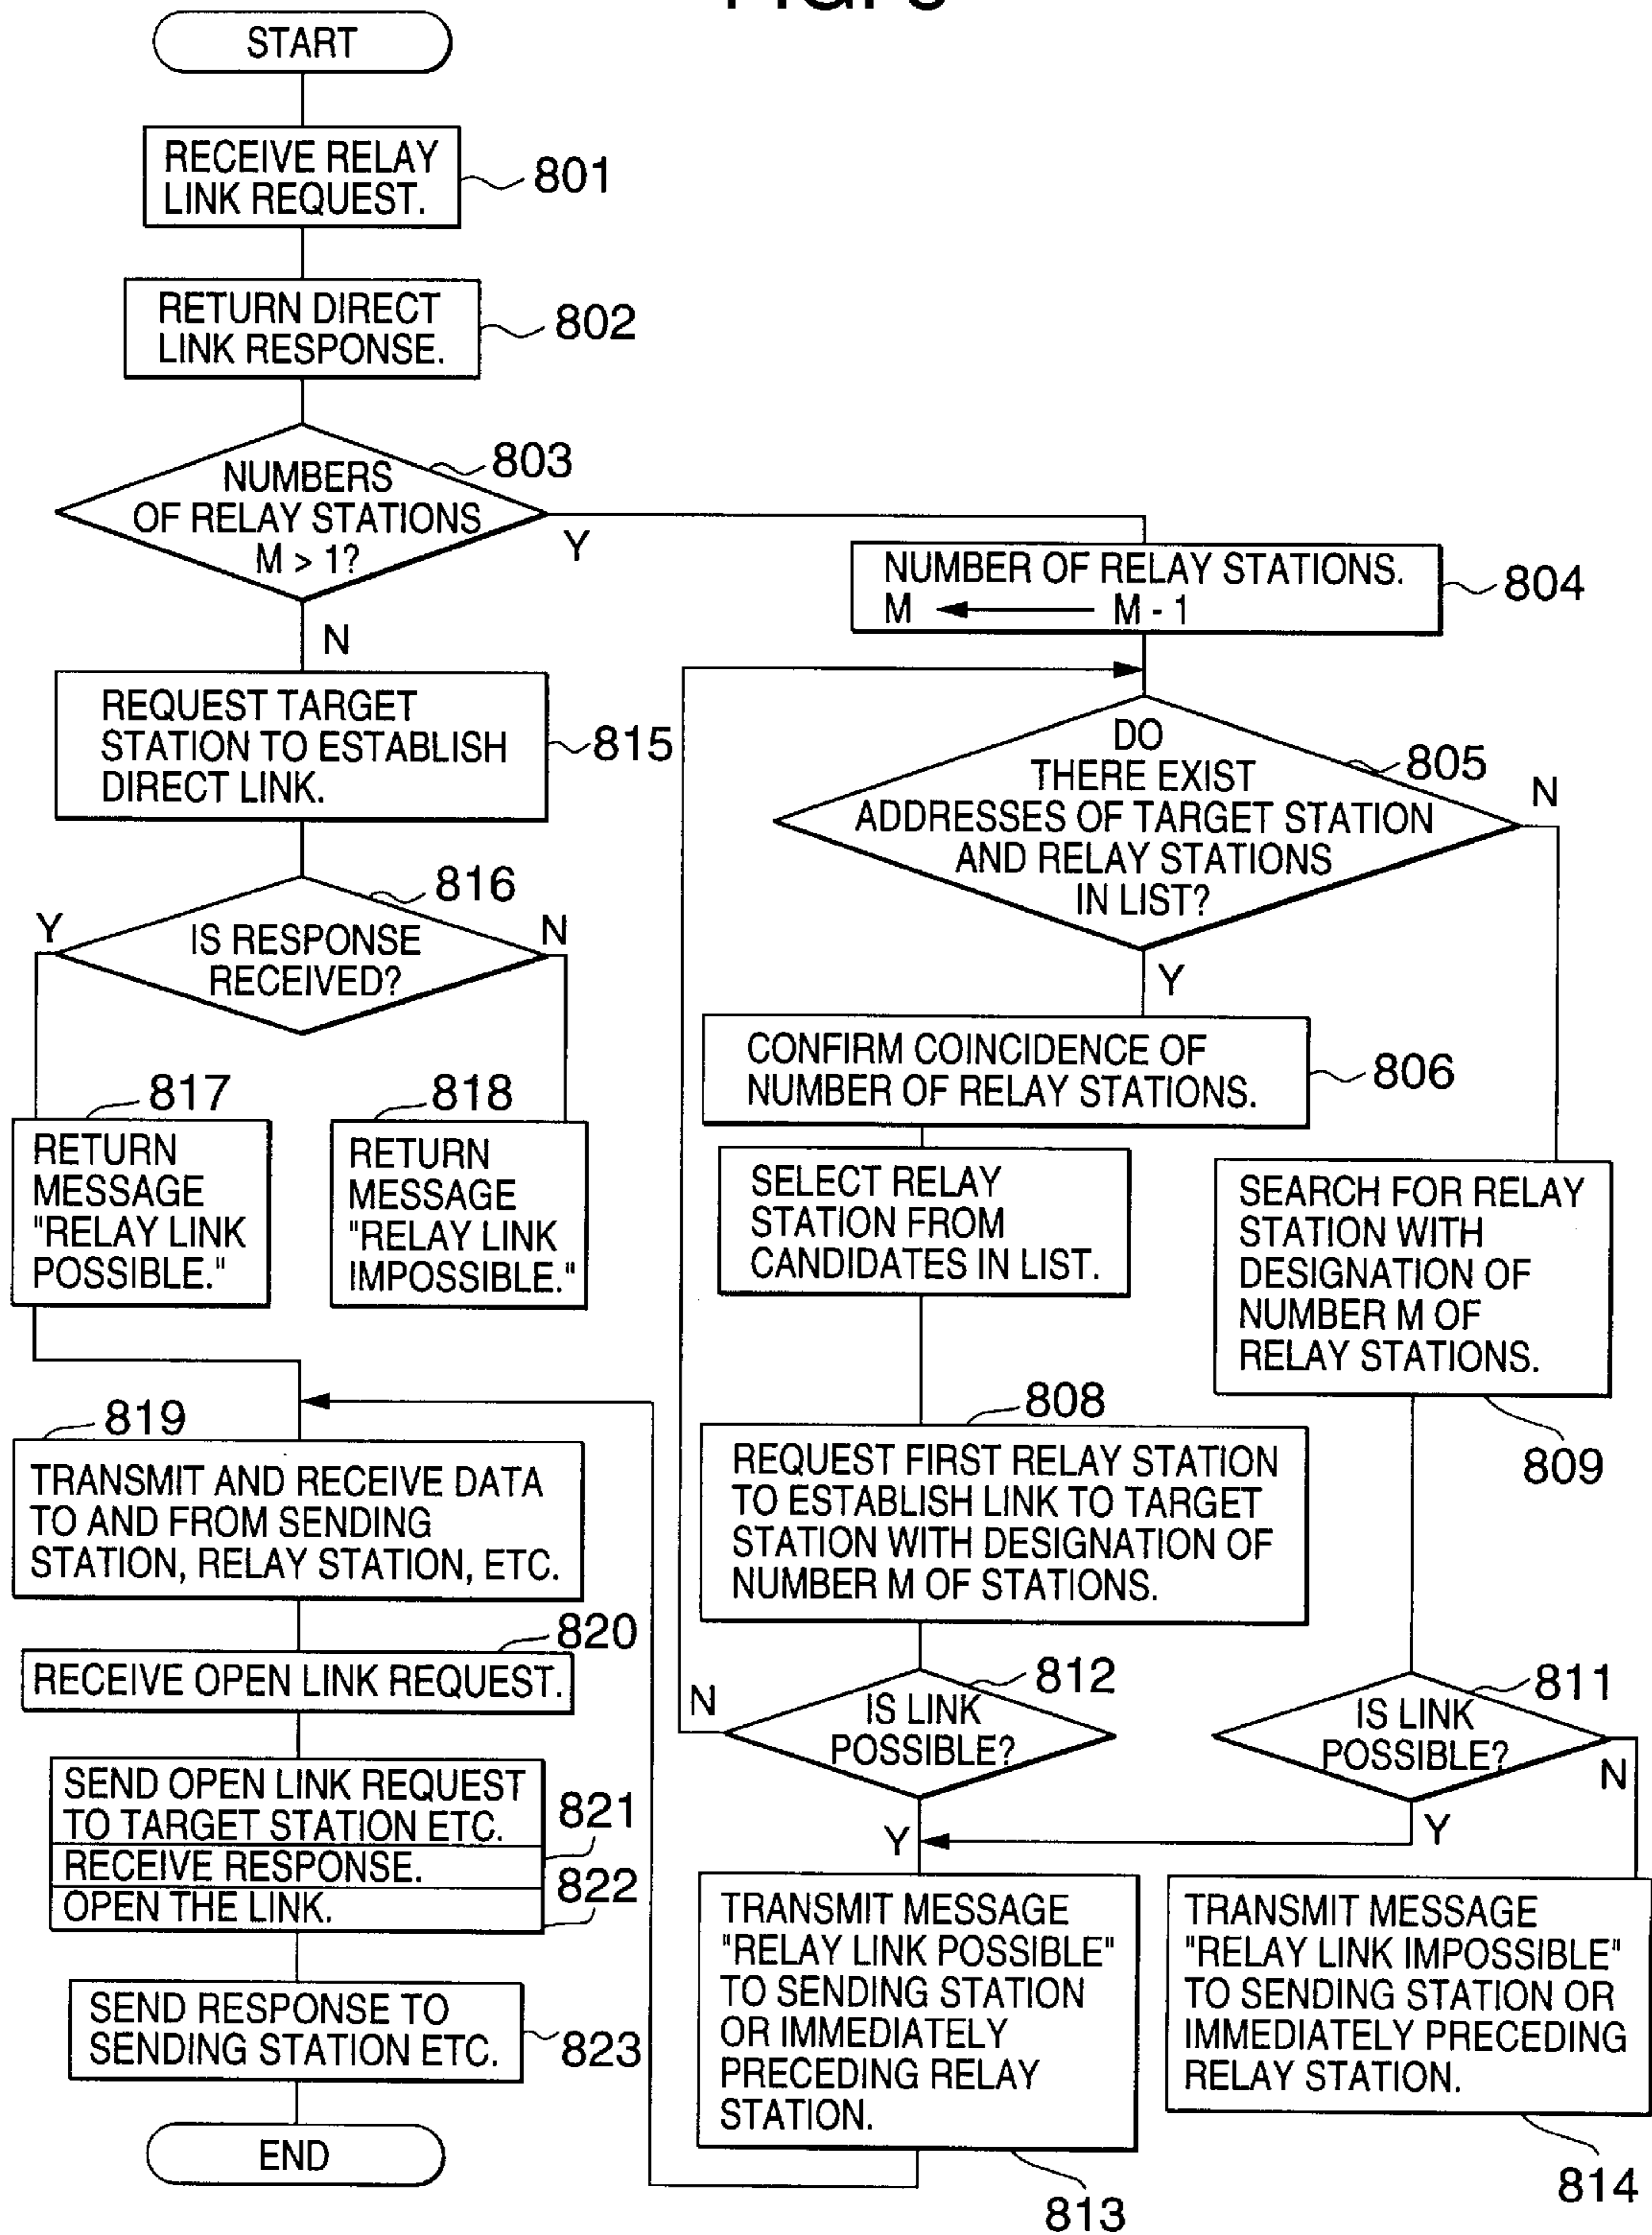 START
RECEIVE RELAY
LINK REQUEST.
801
RETURN DIRECT
LINK RESPONSE.
802
803
NUMBERS
OF RELAY STATIONS
M > 1?
Y
N
NUMBER OF RELAY STATIONS.
M ← M - 1
804
REQUEST TARGET
STATION TO ESTABLISH
DIRECT LINK.
815
DO
THERE EXIST
ADDRESSES OF TARGET STATION
AND RELAY STATIONS
IN LIST?
805
N
Y
816
Y
N
IS RESPONSE
RECEIVED?
CONFIRM COINCIDENCE OF
NUMBER OF RELAY STATIONS.
806
817
RETURN
MESSAGE
"RELAY LINK
POSSIBLE."
818
RETURN
MESSAGE
"RELAY LINK
IMPOSSIBLE."
SELECT RELAY
STATION FROM
CANDIDATES IN LIST.
SEARCH FOR RELAY
STATION WITH
DESIGNATION OF
NUMBER M OF
RELAY STATIONS.
809
808
REQUEST FIRST RELAY STATION
TO ESTABLISH LINK TO TARGET
STATION WITH DESIGNATION OF
NUMBER M OF STATIONS.
819
TRANSMIT AND RECEIVE DATA
TO AND FROM SENDING
STATION, RELAY STATION, ETC.
820
RECEIVE OPEN LINK REQUEST.
812
N
IS LINK
POSSIBLE?
Y
811
IS LINK
POSSIBLE?
N
Y
SEND OPEN LINK REQUEST
TO TARGET STATION ETC.
821
RECEIVE RESPONSE.
822
OPEN THE LINK.
TRANSMIT MESSAGE
"RELAY LINK POSSIBLE"
TO SENDING STATION
OR IMMEDIATELY
PRECEDING RELAY
STATION.
813
TRANSMIT MESSAGE
"RELAY LINK IMPOSSIBLE"
TO SENDING STATION OR
IMMEDIATELY PRECEDING
RELAY STATION.
814
SEND RESPONSE TO
SENDING STATION ETC.
823
END